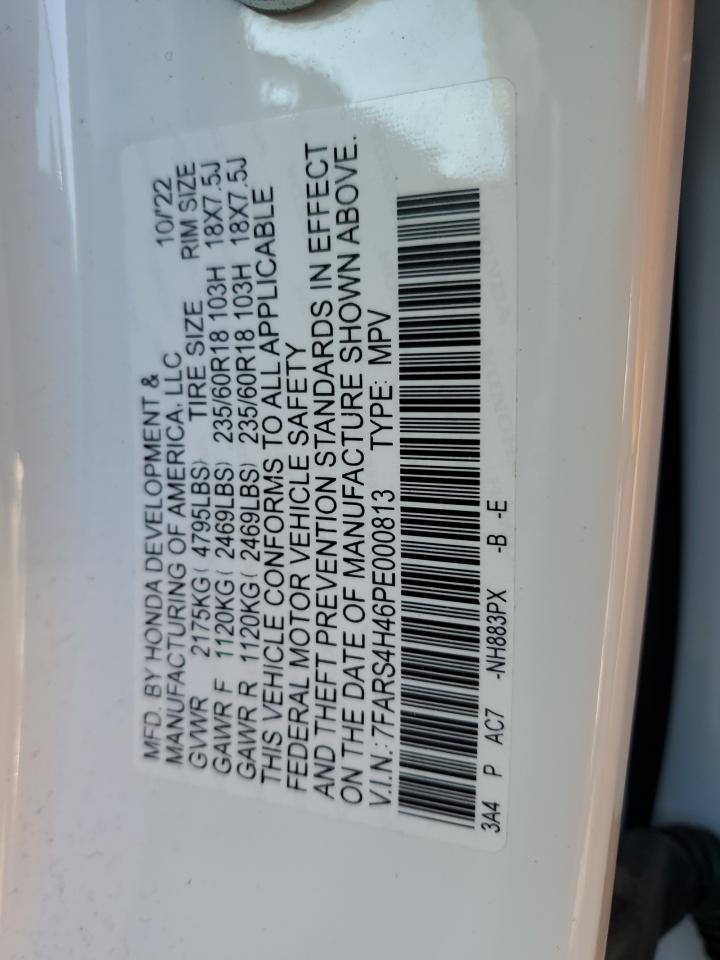 MFD. BY HONDA DEVELOPMENT &
MANUFACTURING OF AMERICA, LLC 10/'22
GVWR 2175KG( 4795LBS) TIRE SIZE RIM SIZE
GAWR F 1120KG( 2469LBS) 235/60R18 103H 18X7.5J
GAWR R 1120KG( 2469LBS) 235/60R18 103H 18X7.5J
THIS VEHICLE CONFORMS TO ALL APPLICABLE
FEDERAL MOTOR VEHICLE SAFETY
AND THEFT PREVENTION STANDARDS IN EFFECT
ON THE DATE OF MANUFACTURE SHOWN ABOVE.
V.I.N.: 7FARS4H46PE000813 TYPE: MPV
3A4 P AC7 -NH883PX -B -E